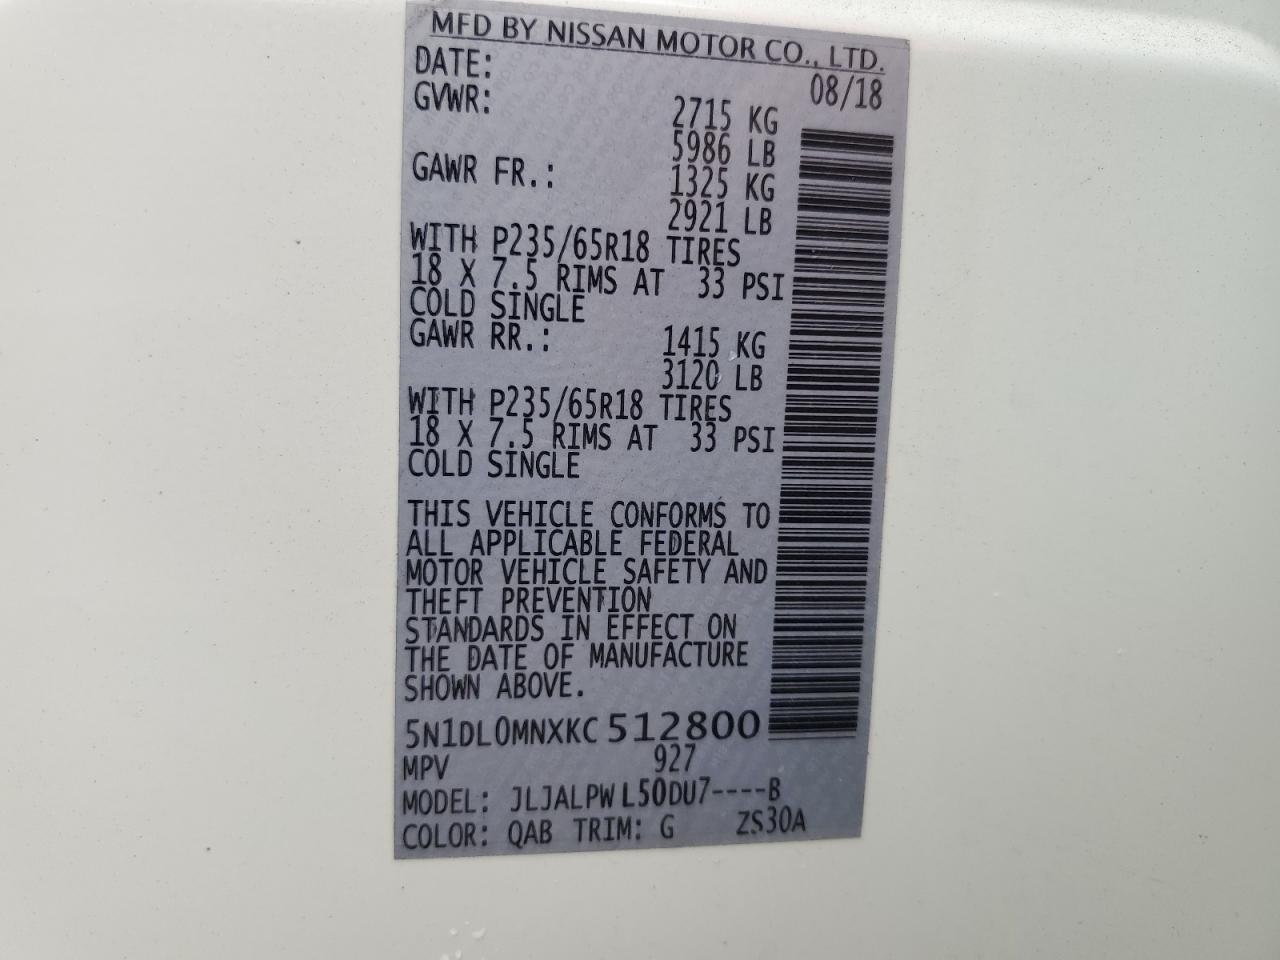 MFD BY NISSAN MOTOR CO., LTD.
DATE: 08/18
GVWR: 2715 KG
5986 LB
GAWR FR.: 1325 KG
2921 LB
WITH P235/65R18 TIRES
18 X 7.5 RIMS AT 33 PSI
COLD SINGLE
GAWR RR.: 1415 KG
3120 LB
WITH P235/65R18 TIRES
18 X 7.5 RIMS AT 33 PSI
COLD SINGLE
THIS VEHICLE CONFORMS TO
ALL APPLICABLE FEDERAL
MOTOR VEHICLE SAFETY AND
THEFT PREVENTION
STANDARDS IN EFFECT ON
THE DATE OF MANUFACTURE
SHOWN ABOVE.
5N1DL0MNXKC512800
MPV 927
MODEL: JLJALPWL50DU7----B
COLOR: QAB TRIM: G ZS30A